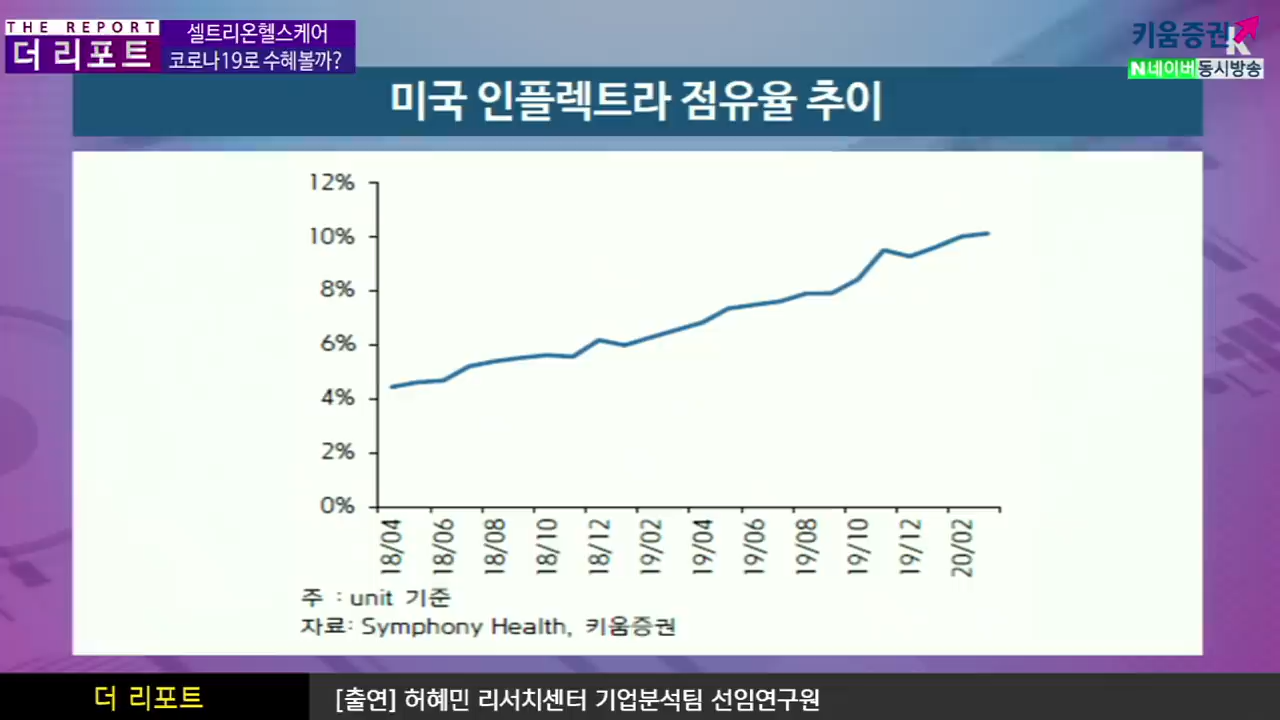 THE REPORT
더 리포트
셀트리온헬스케어
코로나19로 수혜볼까?
키움증권
K
N네이버 동시방송
미국 인플렉트라 점유율 추이
12%
10%
8%
6%
4%
2%
0%
18/04
18/06
18/08
18/10
18/12
19/02
19/04
19/06
19/08
19/10
19/12
20/02
주 : unit 기준
자료: Symphony Health, 키움증권
더 리포트
[출연] 허혜민 리서치센터 기업분석팀 선임연구원